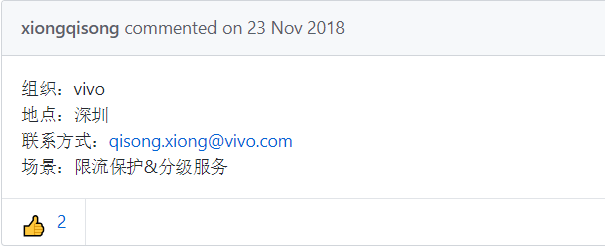 xiongqisong commented on 23 Nov 2018
组织：vivo
地点：深圳
联系方式：qisong.xiong@vivo.com
场景：限流保护&分级服务
2